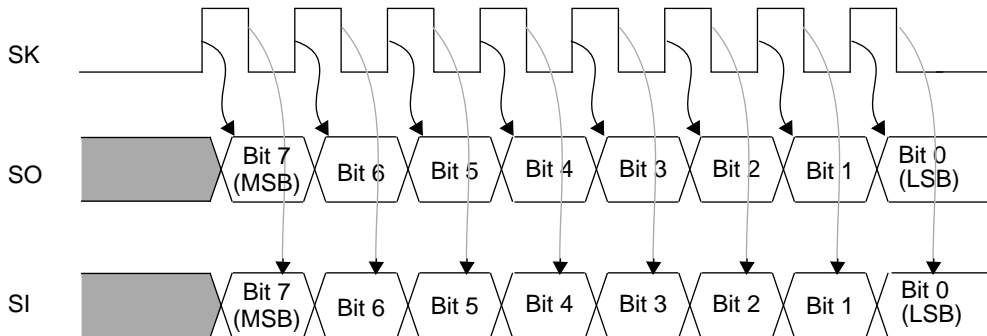 SK
SO
Bit 7
(MSB)
Bit 6
Bit 5
Bit 4
Bit 3
Bit 2
Bit 1
Bit 0
(LSB)
SI
Bit 7
(MSB)
Bit 6
Bit 5
Bit 4
Bit 3
Bit 2
Bit 1
Bit 0
(LSB)